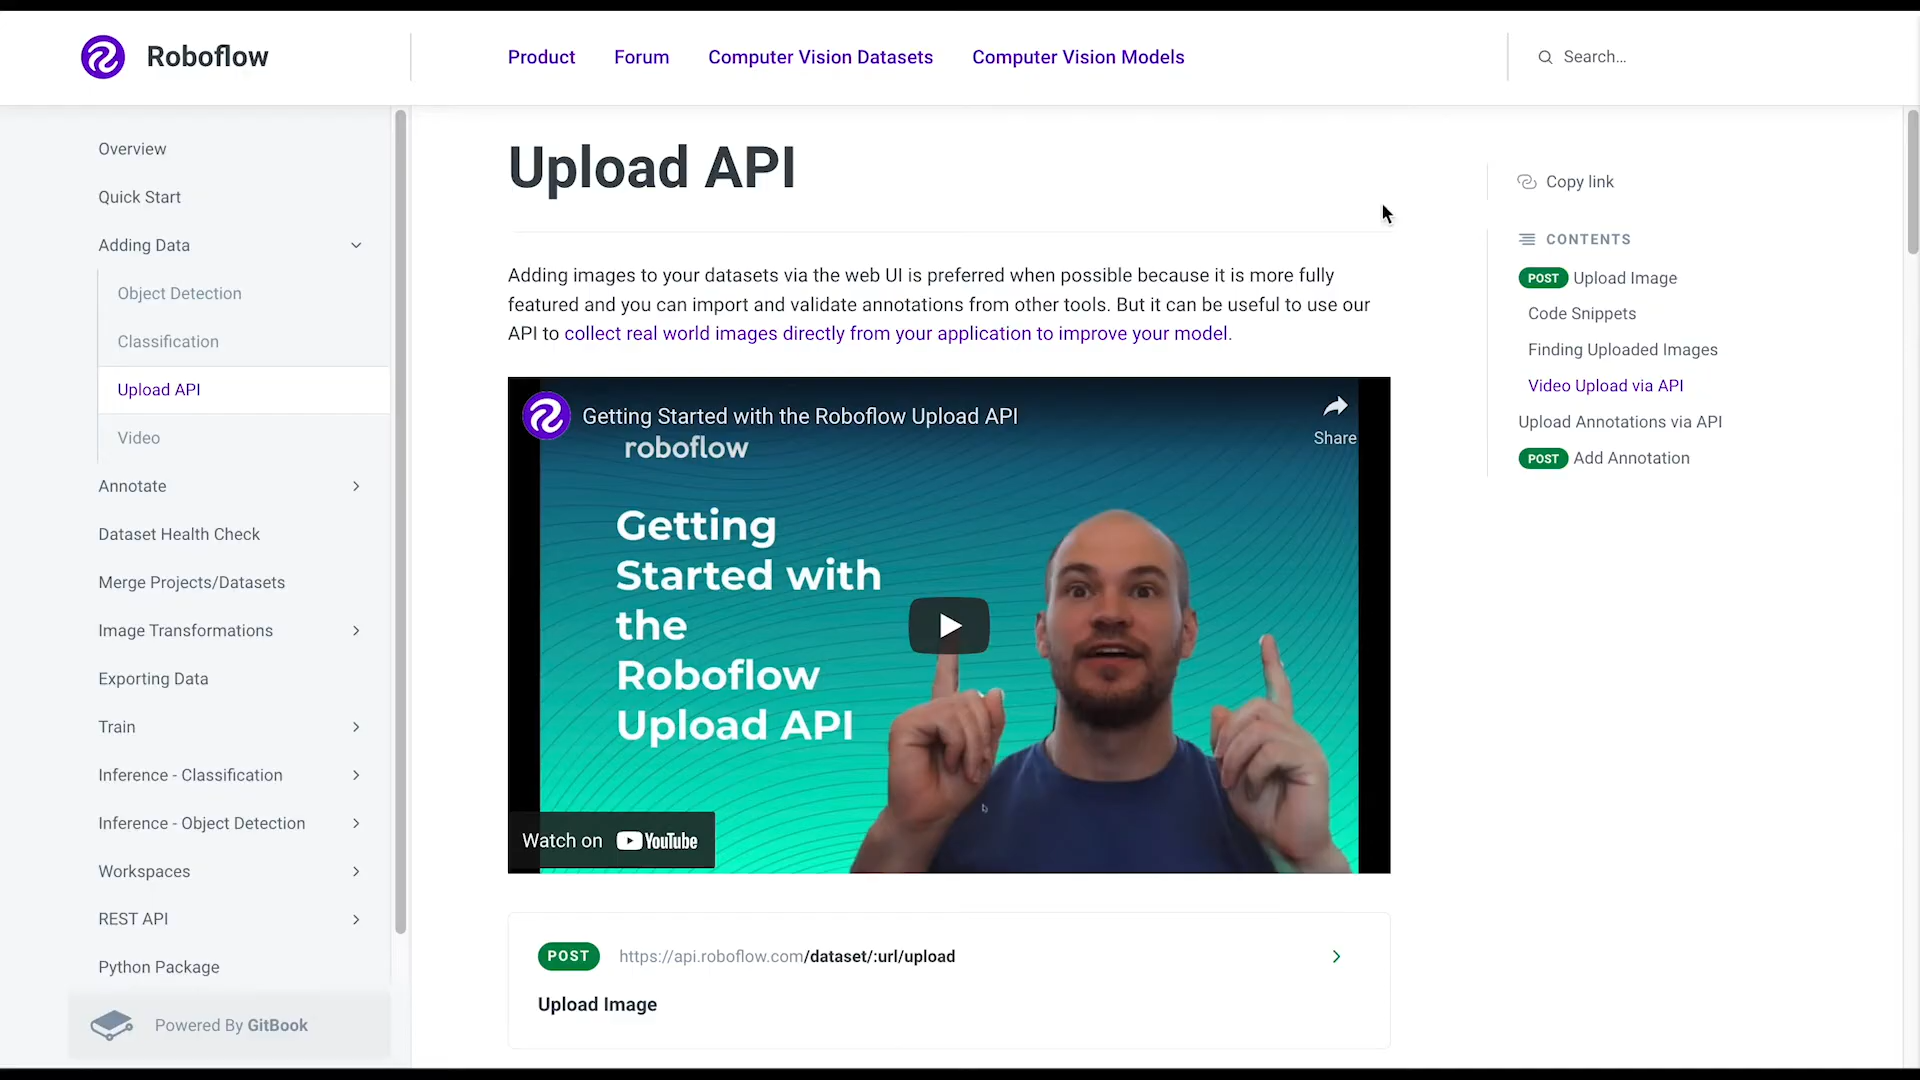 Roboflow
Product
Forum
Computer Vision Datasets
Computer Vision Models
Search...
Overview
Quick Start
Adding Data
Object Detection
Classification
Upload API
Video
Annotate
Dataset Health Check
Merge Projects/Datasets
Image Transformations
Exporting Data
Train
Inference - Classification
Inference - Object Detection
Workspaces
REST API
Python Package
Powered By GitBook
Upload API
Adding images to your datasets via the web UI is preferred when possible because it is more fully
featured and you can import and validate annotations from other tools. But it can be useful to use our
API to collect real world images directly from your application to improve your model.
Getting Started with the Roboflow Upload API
Share
roboflow
Getting
Started with
the
Roboflow
Upload API
Watch on YouTube
POST https://api.roboflow.com/dataset/:url/upload
Upload Image
Copy link
CONTENTS
POST Upload Image
Code Snippets
Finding Uploaded Images
Video Upload via API
Upload Annotations via API
POST Add Annotation